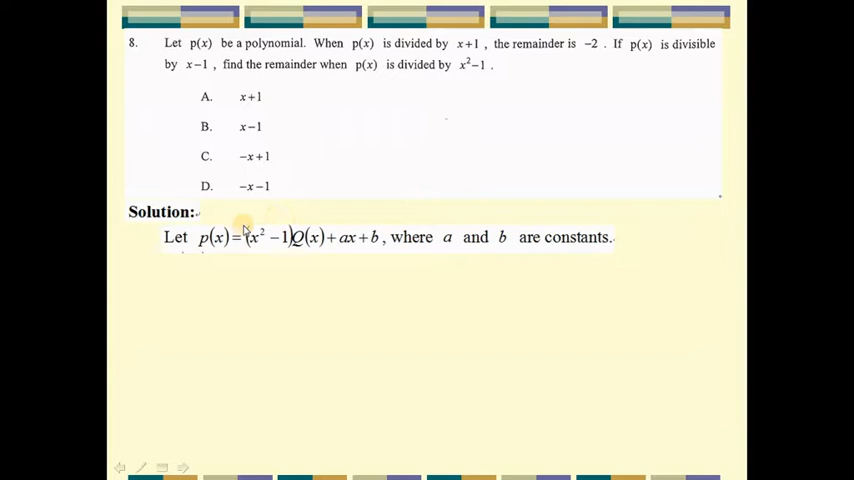 8. Let p(x) be a polynomial. When p(x) is divided by x+1 , the remainder is −2 . If p(x) is divisible
by x−1 , find the remainder when p(x) is divided by x²−1 .
A. x+1
B. x−1
C. −x+1
D. −x−1
Solution:
Let p(x)=(x²−1)Q(x)+ax+b, where a and b are constants.